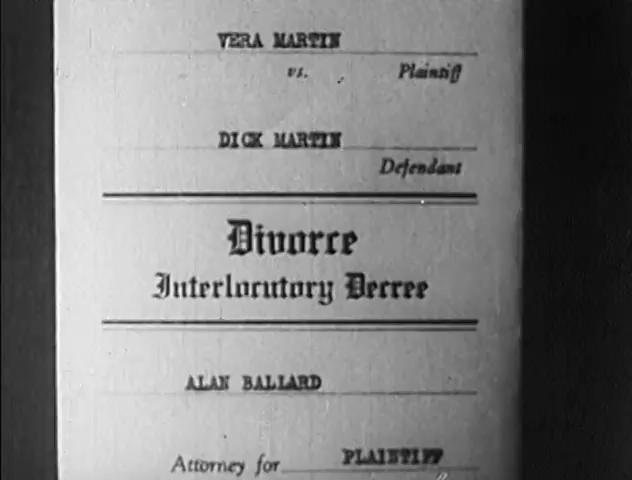 VERA MARTIN
vs. Plaintiff
DICK MARTIN
Defendant
Divorce
Interlocutory Decree
ALAN BALLARD
Attorney for PLAINTIFF